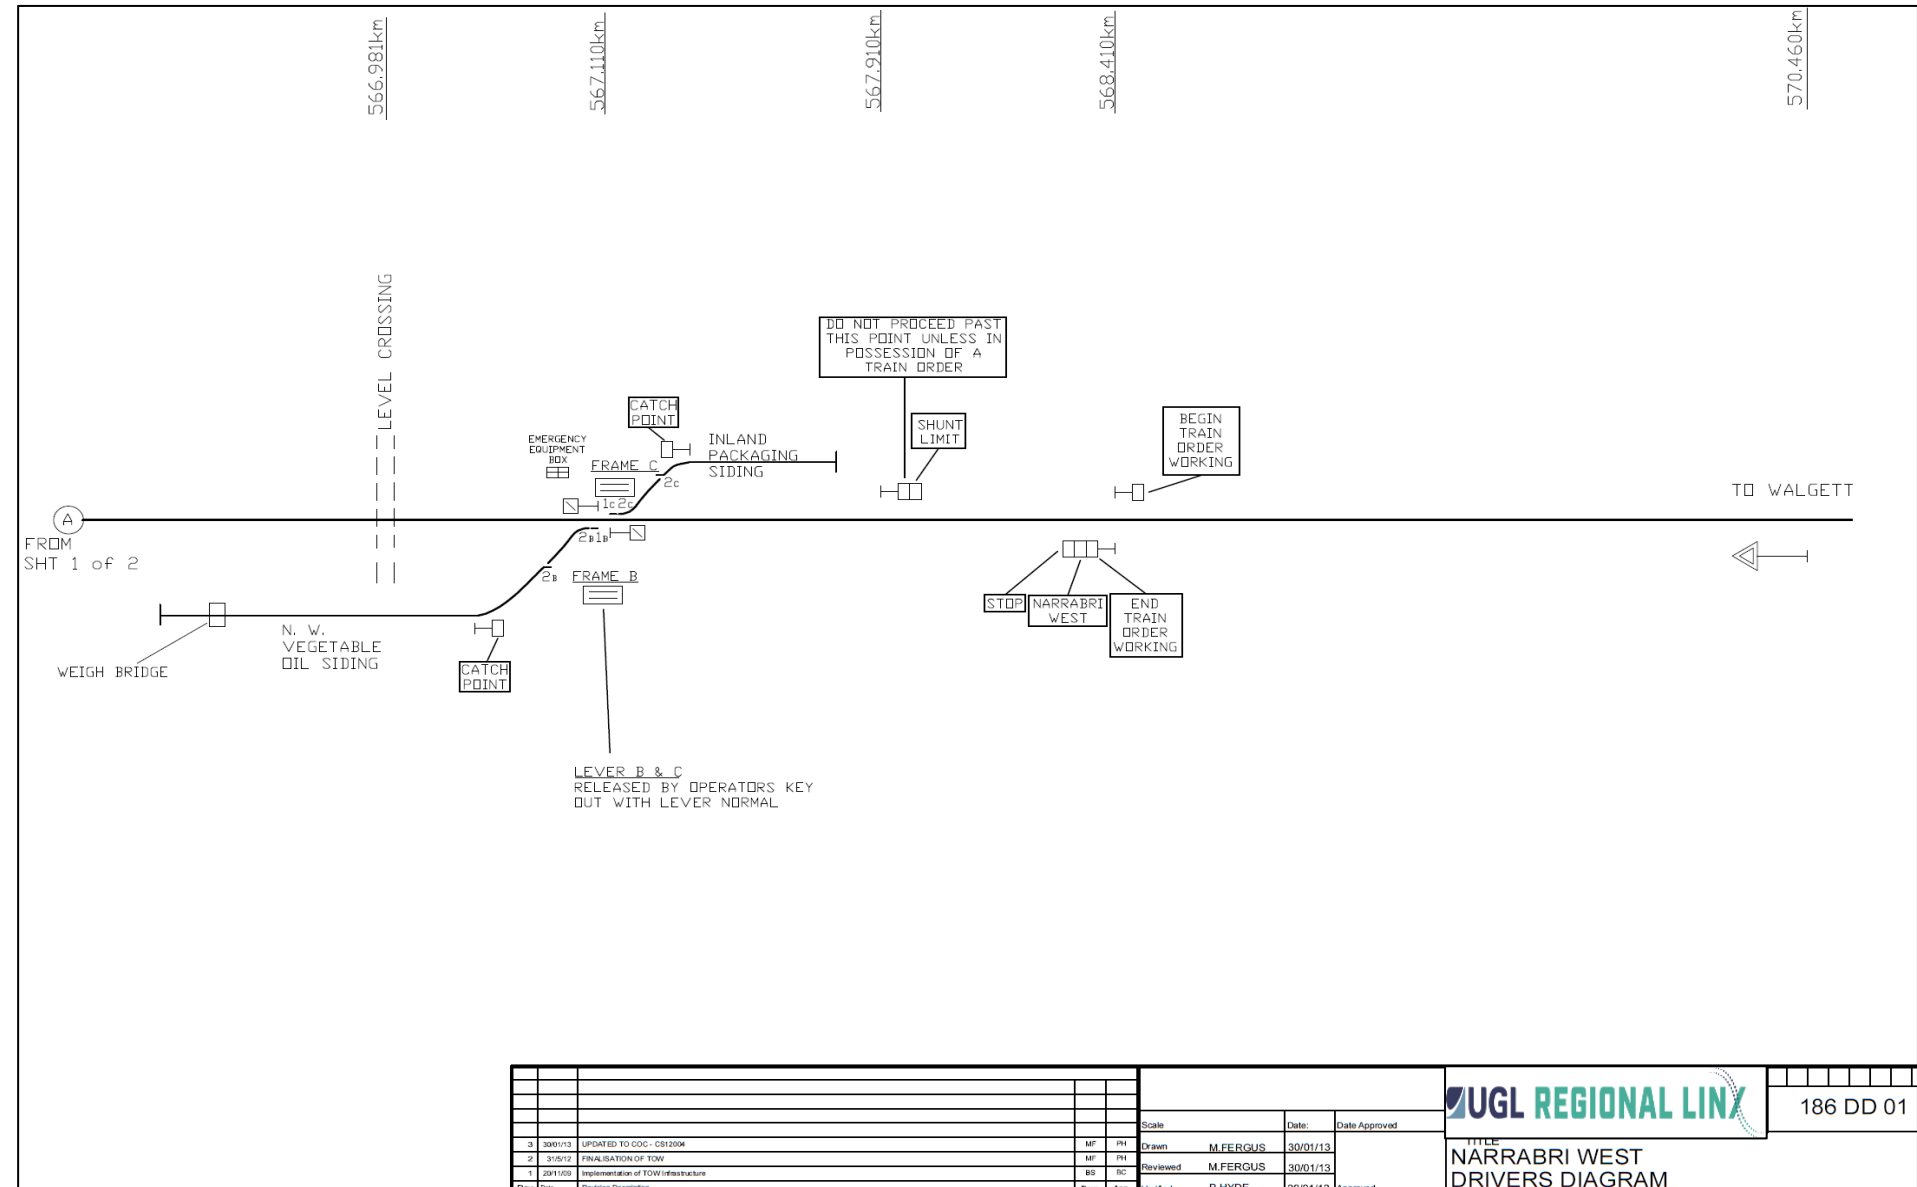 566.981km
567.110km
567.910km
568.410km
570.460km
LEVEL CROSSING
DO NOT PROCEED PAST
THIS POINT UNLESS IN
POSSESSION OF A
TRAIN ORDER
CATCH
POINT
SHUNT
LIMIT
BEGIN
TRAIN
ORDER
WORKING
EMERGENCY
EQUIPMENT
BOX
INLAND
PACKAGING
SIDING
FRAME C
2C
1C 2C
TO WALGETT
A
FROM
SHT 1 of 2
2B 1B
2B
FRAME B
STOP
NARRABRI
WEST
END
TRAIN
ORDER
WORKING
N. W.
VEGETABLE
OIL SIDING
WEIGH BRIDGE
CATCH
POINT
LEVER B & C
RELEASED BY OPERATORS KEY
OUT WITH LEVER NORMAL
UGL REGIONAL LINX
186 DD 01
Scale Date: Date Approved
3 30/01/13 UPDATED TO COC - CS12004 MF PH
Drawn M.FERGUS 30/01/13
TITLE
NARRABRI WEST
DRIVERS DIAGRAM
2 31/5/12 FINALISATION OF TOW MF PH
Reviewed M.FERGUS 30/01/13
1 20/11/09 Implementation of TOW Infrastructure BS BC